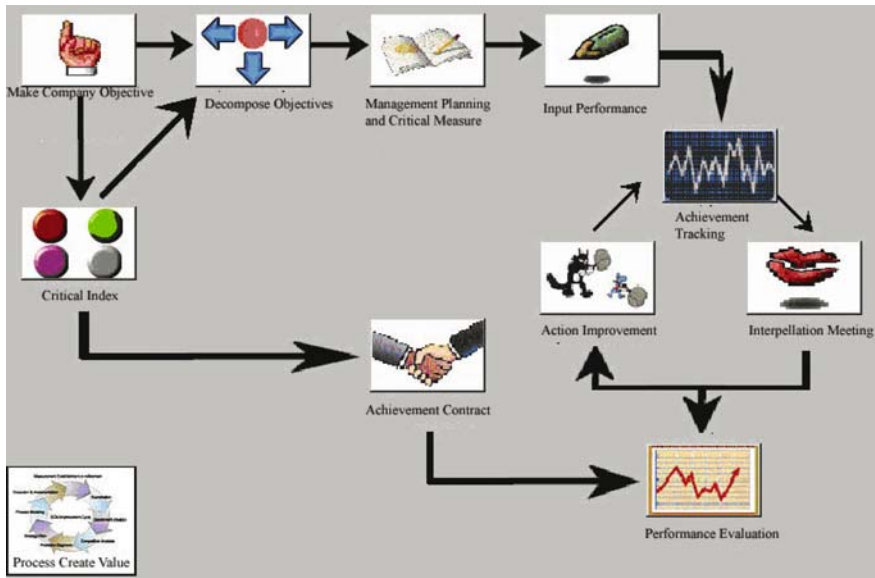 Make Company Objective
Decompose Objectives
Management Planning
and Critical Measure
Input Performance
Achievement
Tracking
Critical Index
Action Improvement
Interpellation Meeting
Achievement Contract
Performance Evaluation
Process Create Value